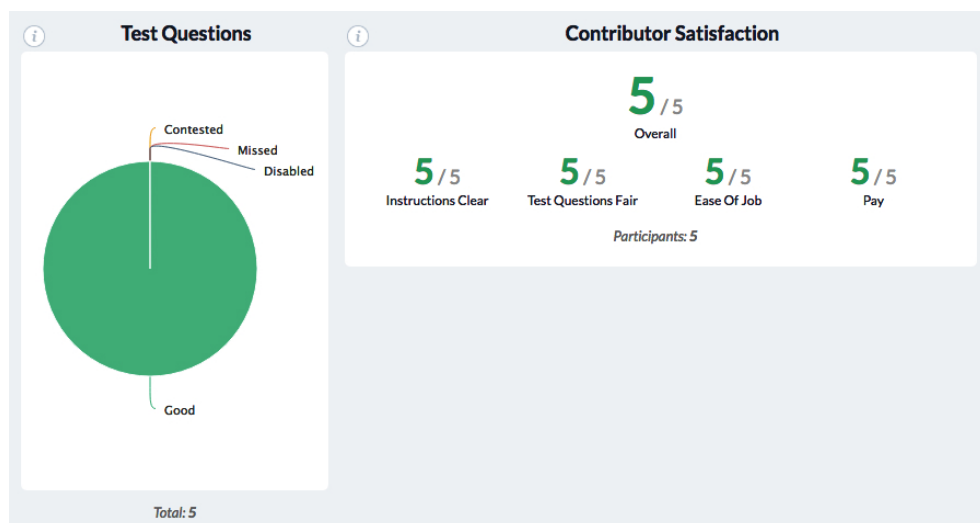 i
Test Questions
Contested
Missed
Disabled
Good
Total: 5
i
Contributor Satisfaction
5 / 5
Overall
5 / 5
Instructions Clear
5 / 5
Test Questions Fair
5 / 5
Ease Of Job
5 / 5
Pay
Participants: 5